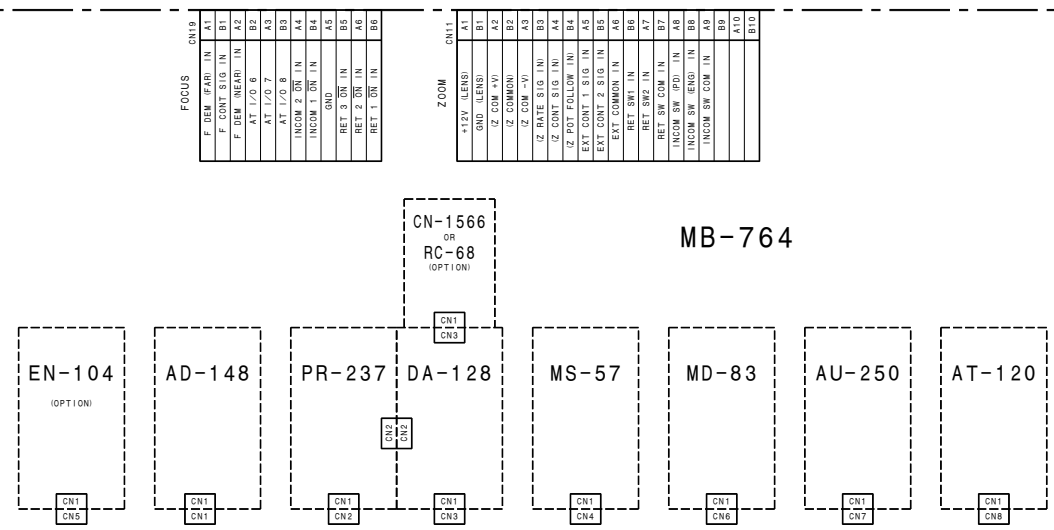 CN19
FOCUS
F DEM (FAR) IN A1
F CONT SIG IN B1
F DEM (NEAR) IN A2
AT I/O 6 B2
AT I/O 7 A3
AT I/O 8 B3
INCOM 2 ON IN A4
INCOM 1 ON IN B4
GND A5
RET 3 ON IN B5
RET 2 ON IN A6
RET 1 ON IN B6
CN11
ZOOM
+12V (LENS) A1
GND (LENS) B1
(Z COM +V) A2
(Z COMMON) B2
(Z COM -V) A3
(Z RATE SIG IN) B3
(Z CONT SIG IN) A4
(Z POT FOLLOW IN) B4
EXT CONT 1 SIG IN A5
EXT CONT 2 SIG IN B5
EXT COMMON IN A6
RET SW1 IN B6
RET SW2 IN A7
RET SW COM IN B7
INCOM SW (PD) IN A8
INCOM SW (ENG) IN B8
INCOM SW COM IN A9
B9
A10
B10
MB-764
CN-1566
OR
RC-68
(OPTION)
CN1
CN3
EN-104
(OPTION)
CN1
CN5
AD-148
CN1
CN1
PR-237
CN2
CN1
CN2
DA-128
CN2
CN1
CN3
MS-57
CN1
CN4
MD-83
CN1
CN6
AU-250
CN1
CN7
AT-120
CN1
CN8